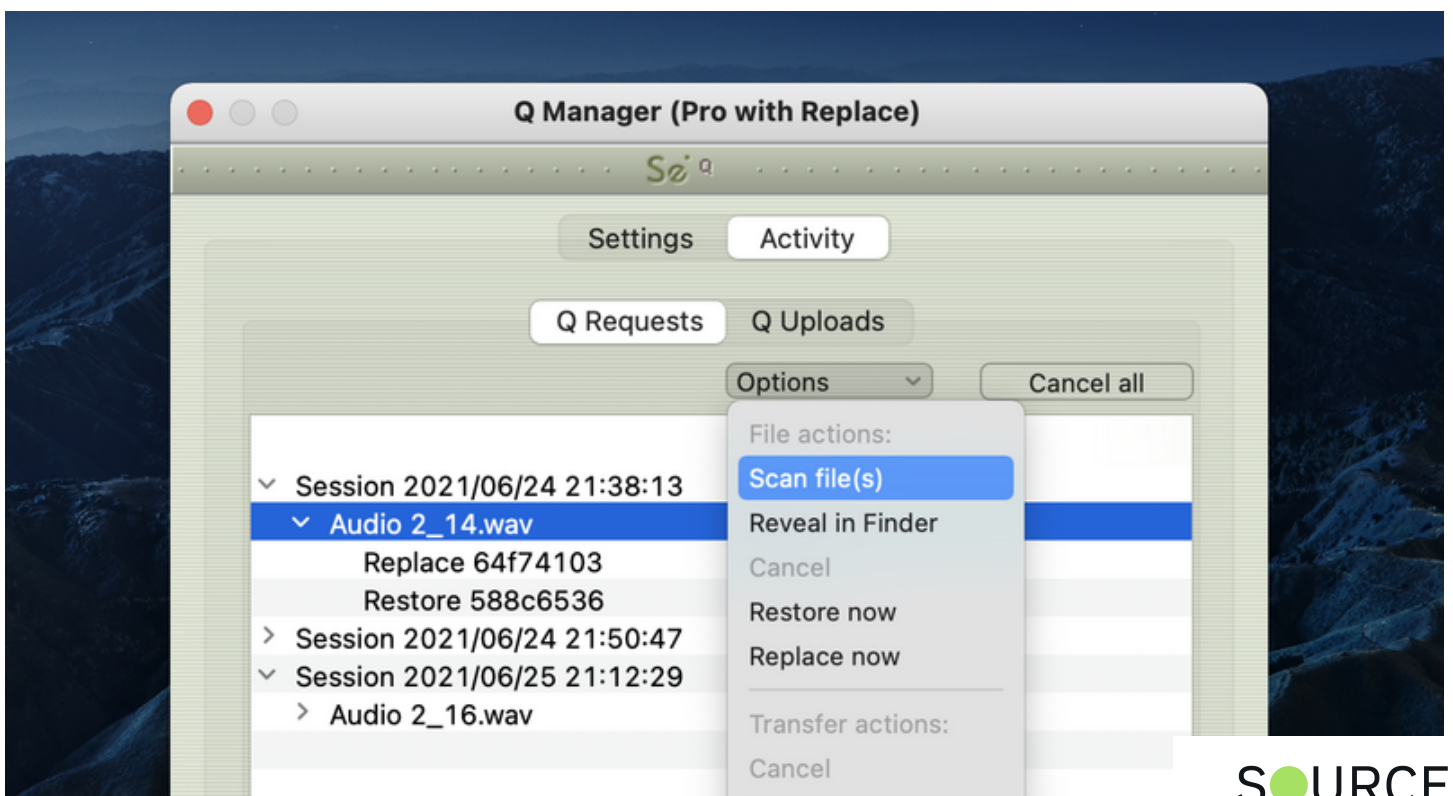 Q Manager (Pro with Replace)
Se Q
Settings Activity
Q Requests Q Uploads
Options Cancel all
File actions:
Scan file(s)
Reveal in Finder
Cancel
Restore now
Replace now
Transfer actions:
Cancel
Session 2021/06/24 21:38:13
Audio 2_14.wav
Replace 64f74103
Restore 588c6536
Session 2021/06/24 21:50:47
Session 2021/06/25 21:12:29
Audio 2_16.wav
SOURCE